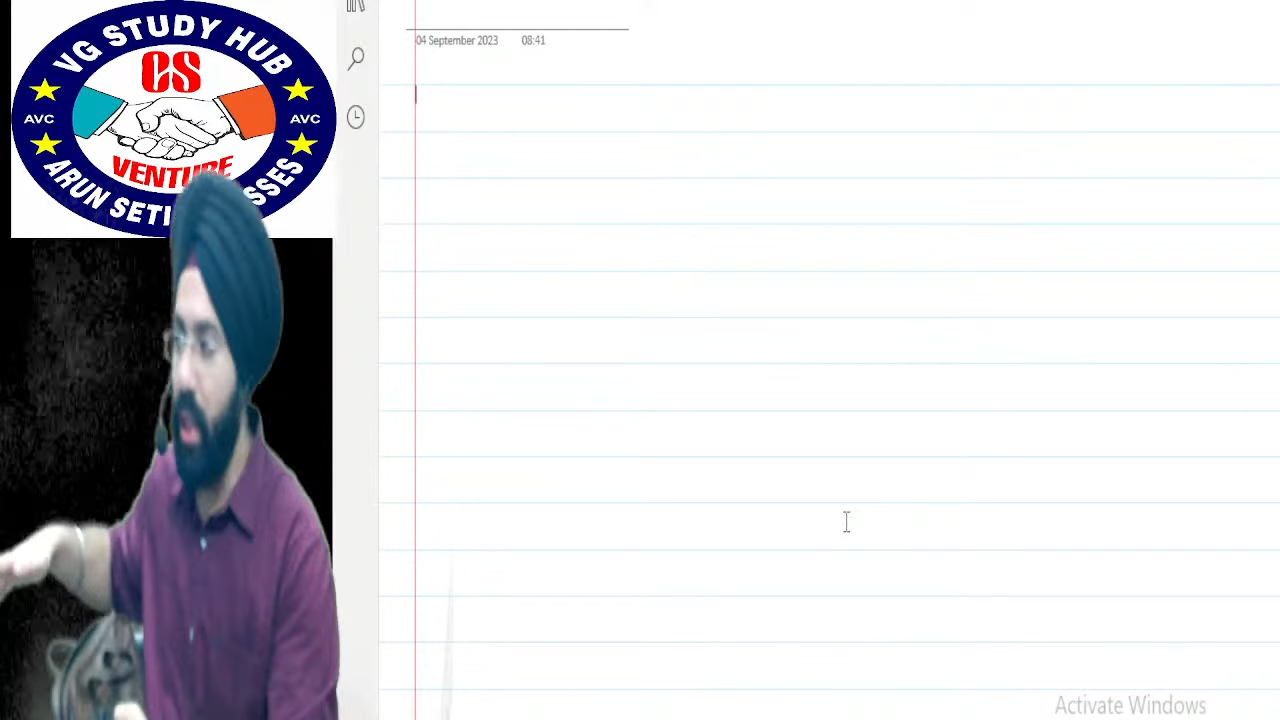 VG STUDY HUB
CS
AVC
AVC
VENTURE
ARUN SETI
SSES
04 September 2023 08:41
Activate Windows